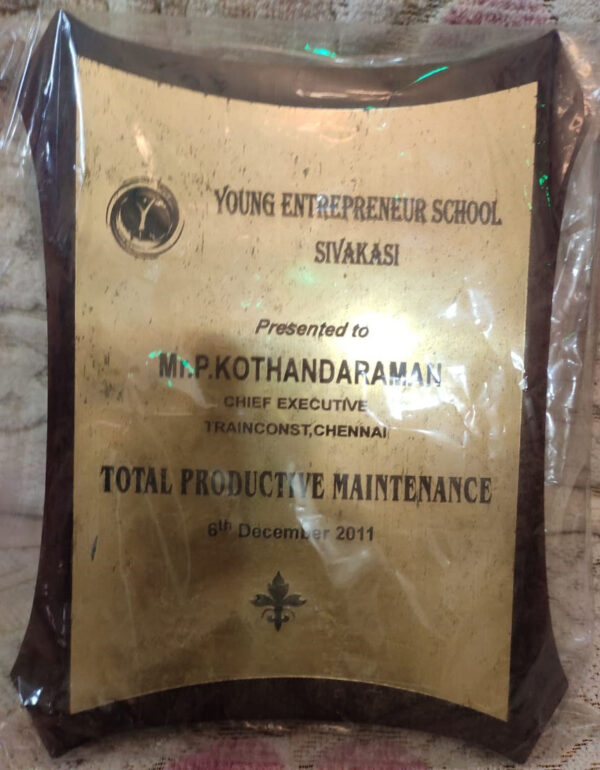 Y
YOUNG ENTREPRENEUR SCHOOL
SIVAKASI
Presented to
Mr.P.KOTHANDARAMAN
CHIEF EXECUTIVE
TRAINCONST,CHENNAI
TOTAL PRODUCTIVE MAINTENANCE
6th December 2011